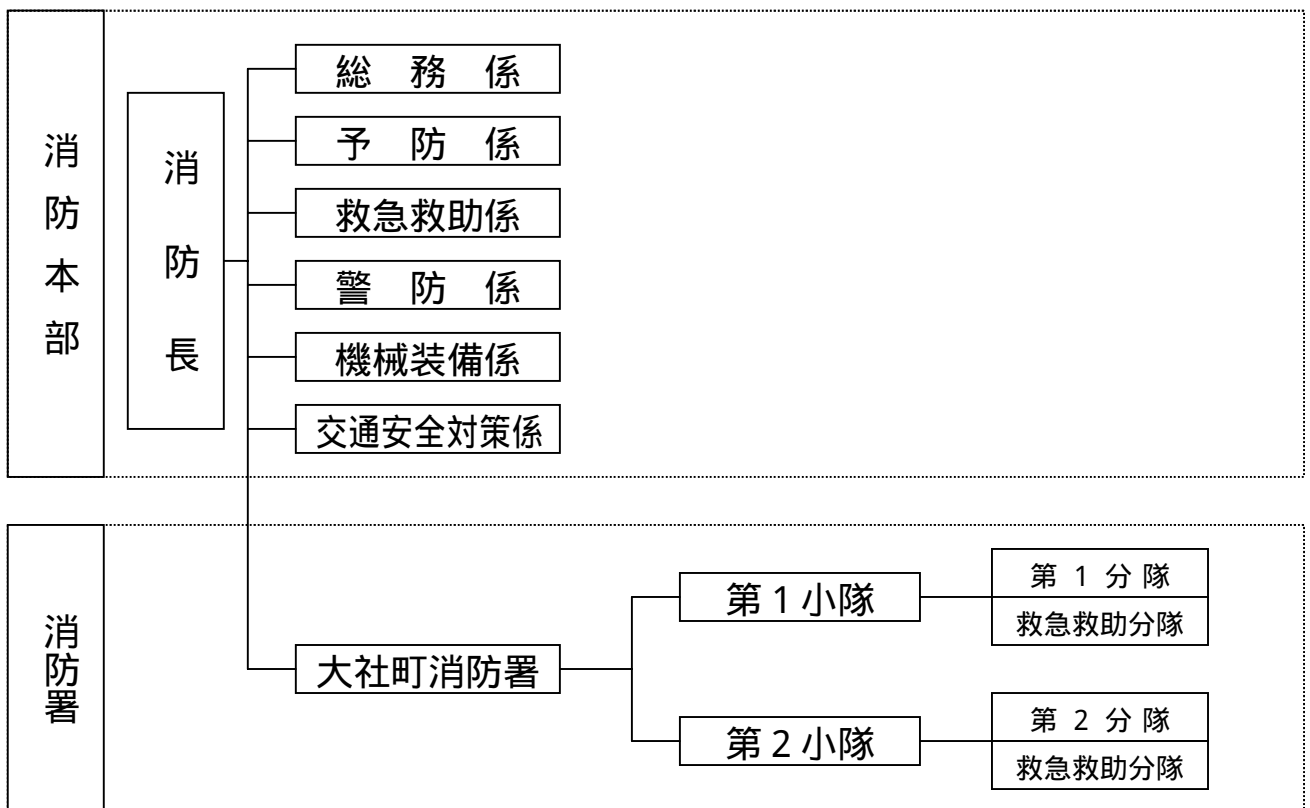 消防本部
消防長
総務係
予防係
救急救助係
警防係
機械装備係
交通安全対策係
消防署
大社町消防署
第1小隊
第1分隊
救急救助分隊
第2小隊
第2分隊
救急救助分隊